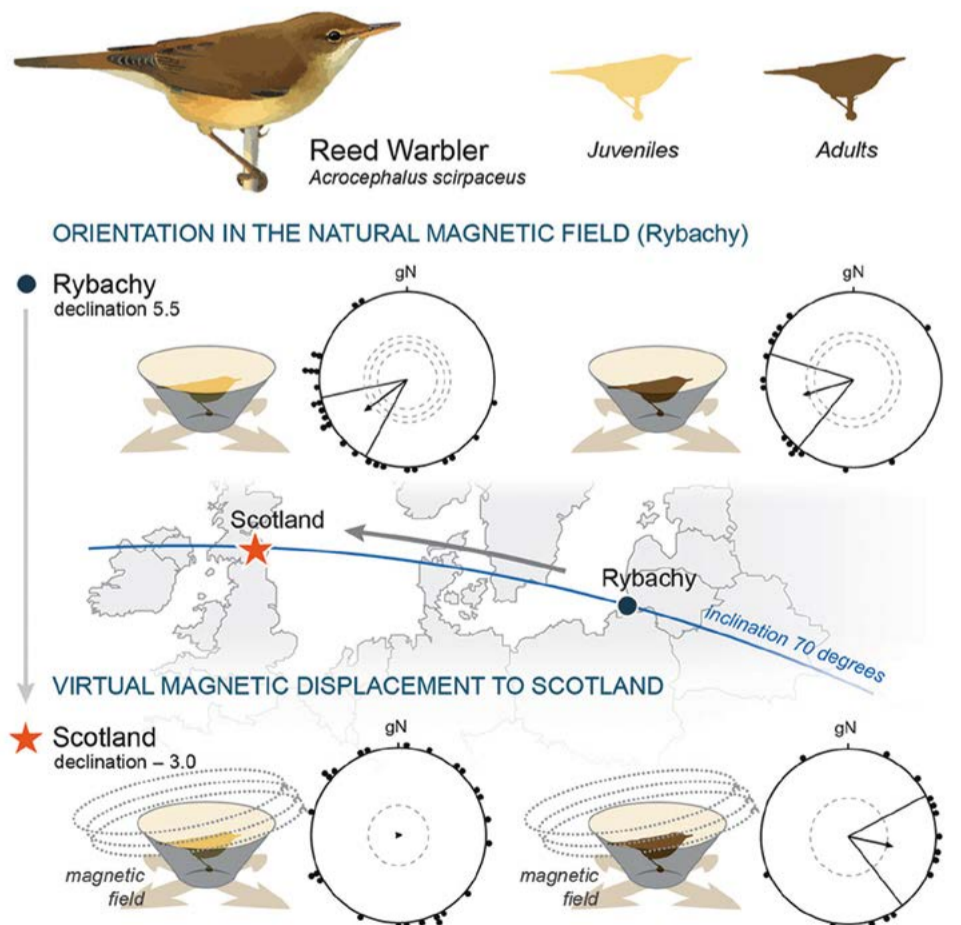 Reed Warbler
Acrocephalus scirpaceus
Juveniles
Adults
ORIENTATION IN THE NATURAL MAGNETIC FIELD (Rybachy)
Rybachy
declination 5.5
gN
gN
Scotland
Rybachy
Inclination 70 degrees
VIRTUAL MAGNETIC DISPLACEMENT TO SCOTLAND
Scotland
declination – 3.0
gN
gN
magnetic
field
magnetic
field